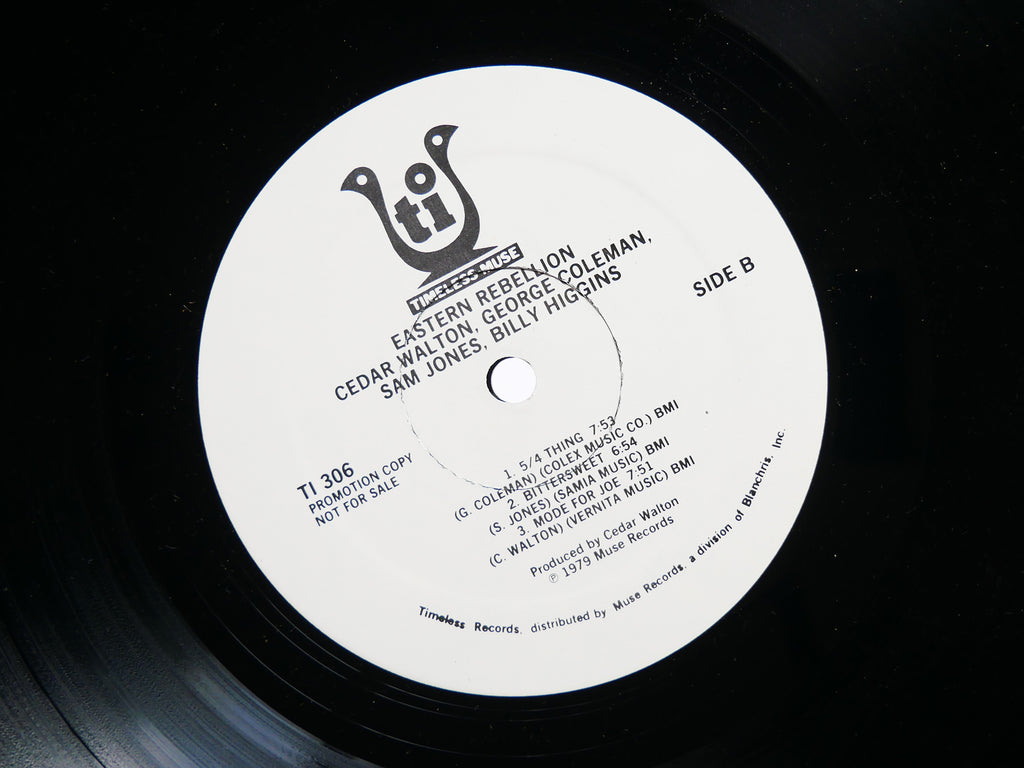 ti
TIMELESS MUSE
EASTERN REBELLION
CEDAR WALTON, GEORGE COLEMAN,
SAM JONES, BILLY HIGGINS
SIDE B
TI 306
PROMOTION COPY
NOT FOR SALE
1. 5/4 THING 7:53
(G. COLEMAN) (COLEX MUSIC CO.) BMI
2. BITTERSWEET 6:54
(S. JONES) (SAMIA MUSIC) BMI
3. MODE FOR JOE 7:51
(C. WALTON) (VERNITA MUSIC) BMI
Produced by Cedar Walton
℗ 1979 Muse Records
Timeless Records, distributed by Muse Records, a division of Blanchris, Inc.